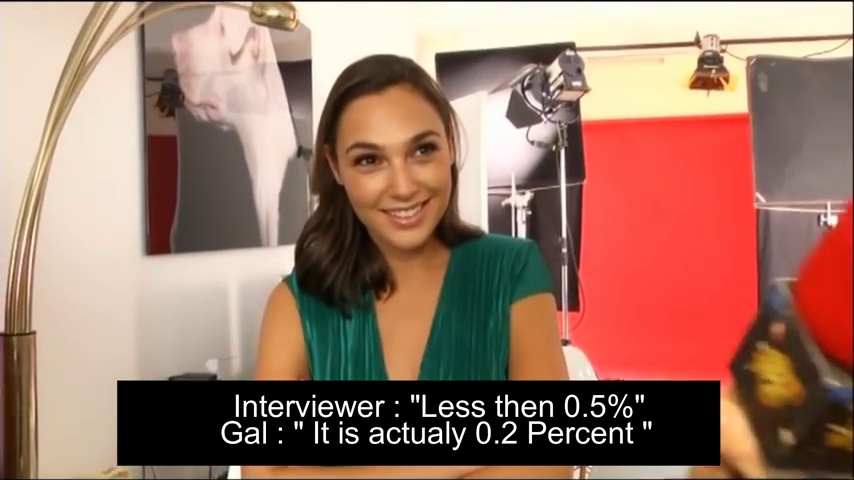 Interviewer : "Less then 0.5%"
Gal : " It is actualy 0.2 Percent "